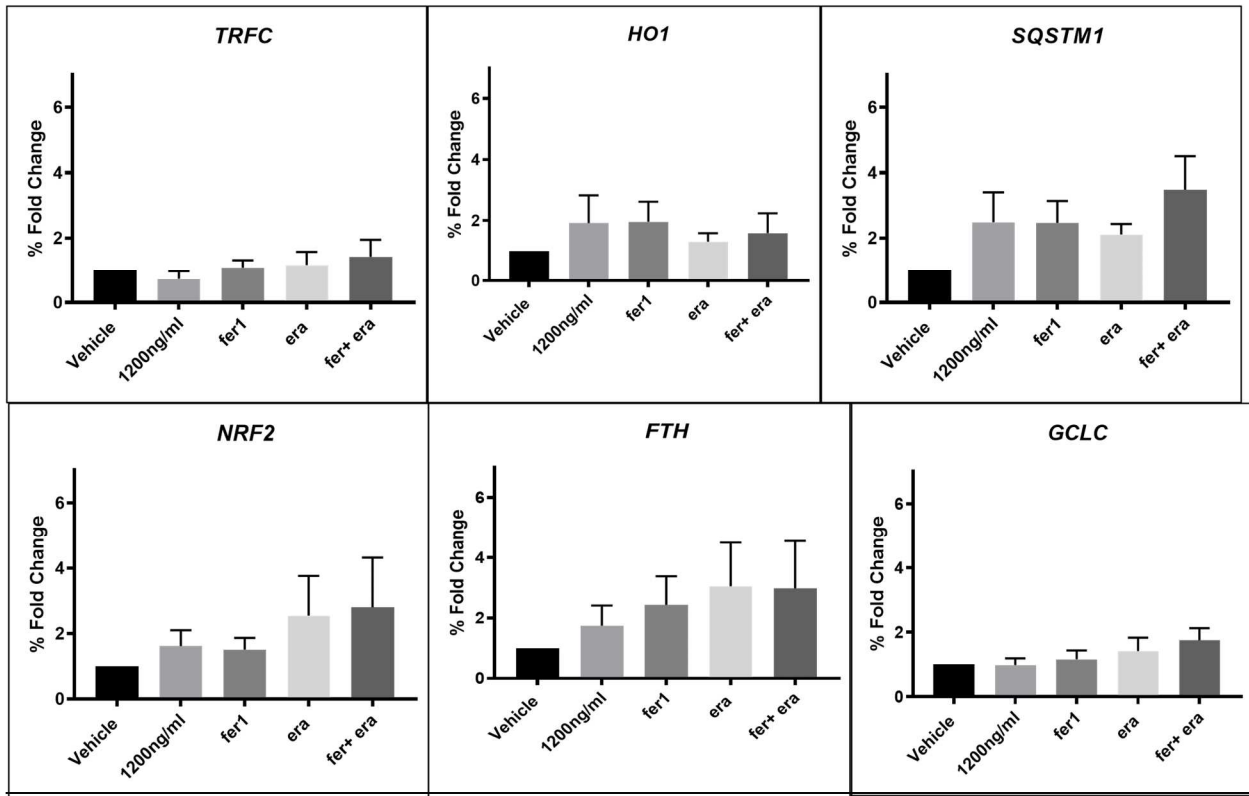 TRFC
% Fold Change
6
4
2
0
Vehicle
1200ng/ml
fer1
era
fer+ era
HO1
% Fold Change
6
4
2
0
Vehicle
1200ng/ml
fer1
era
fer+ era
SQSTM1
% Fold Change
6
4
2
0
Vehicle
1200ng/ml
fer1
era
fer+ era
NRF2
% Fold Change
6
4
2
0
Vehicle
1200ng/ml
fer1
era
fer+ era
FTH
% Fold Change
6
4
2
0
Vehicle
1200ng/ml
fer1
era
fer+ era
GCLC
% Fold Change
6
4
2
0
Vehicle
1200ng/ml
fer1
era
fer+ era